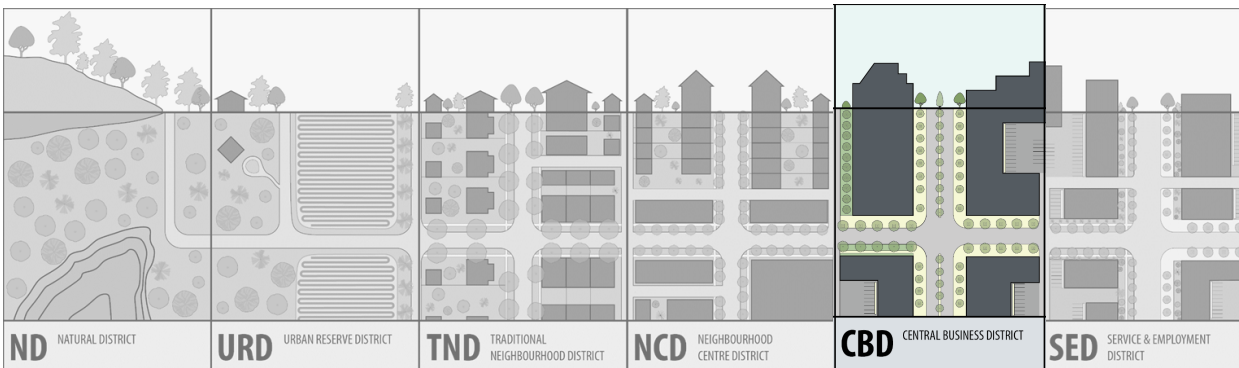 ND NATURAL DISTRICT
URD URBAN RESERVE DISTRICT
TND TRADITIONAL
NEIGHBOURHOOD DISTRICT
NCD NEIGHBOURHOOD
CENTRE DISTRICT
CBD CENTRAL BUSINESS DISTRICT
SED SERVICE & EMPLOYMENT
DISTRICT